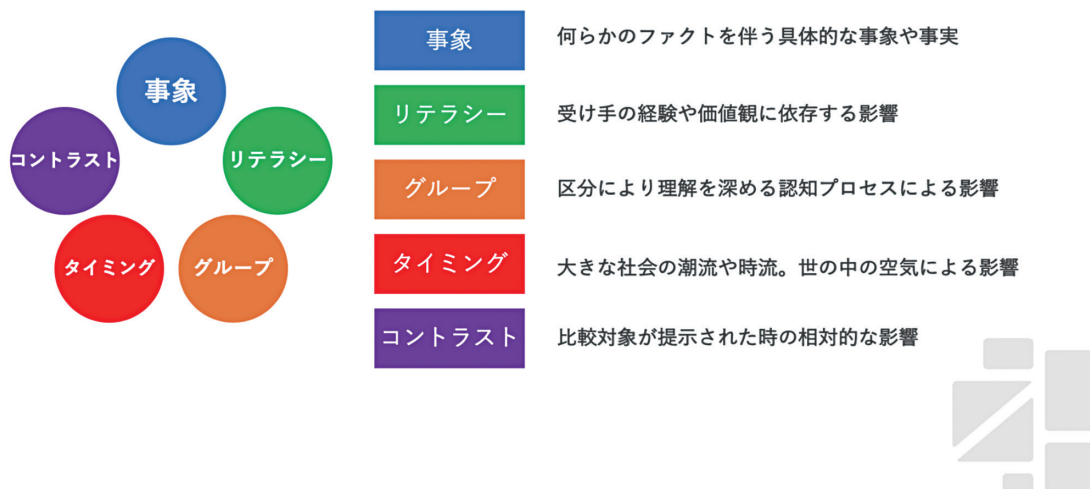 事象
コントラスト
リテラシー
タイミング
グループ
事象
何らかのファクトを伴う具体的な事象や事実
リテラシー
受け手の経験や価値観に依存する影響
グループ
区分により理解を深める認知プロセスによる影響
タイミング
大きな社会の潮流や時流。世の中の空気による影響
コントラスト
比較対象が提示された時の相対的な影響